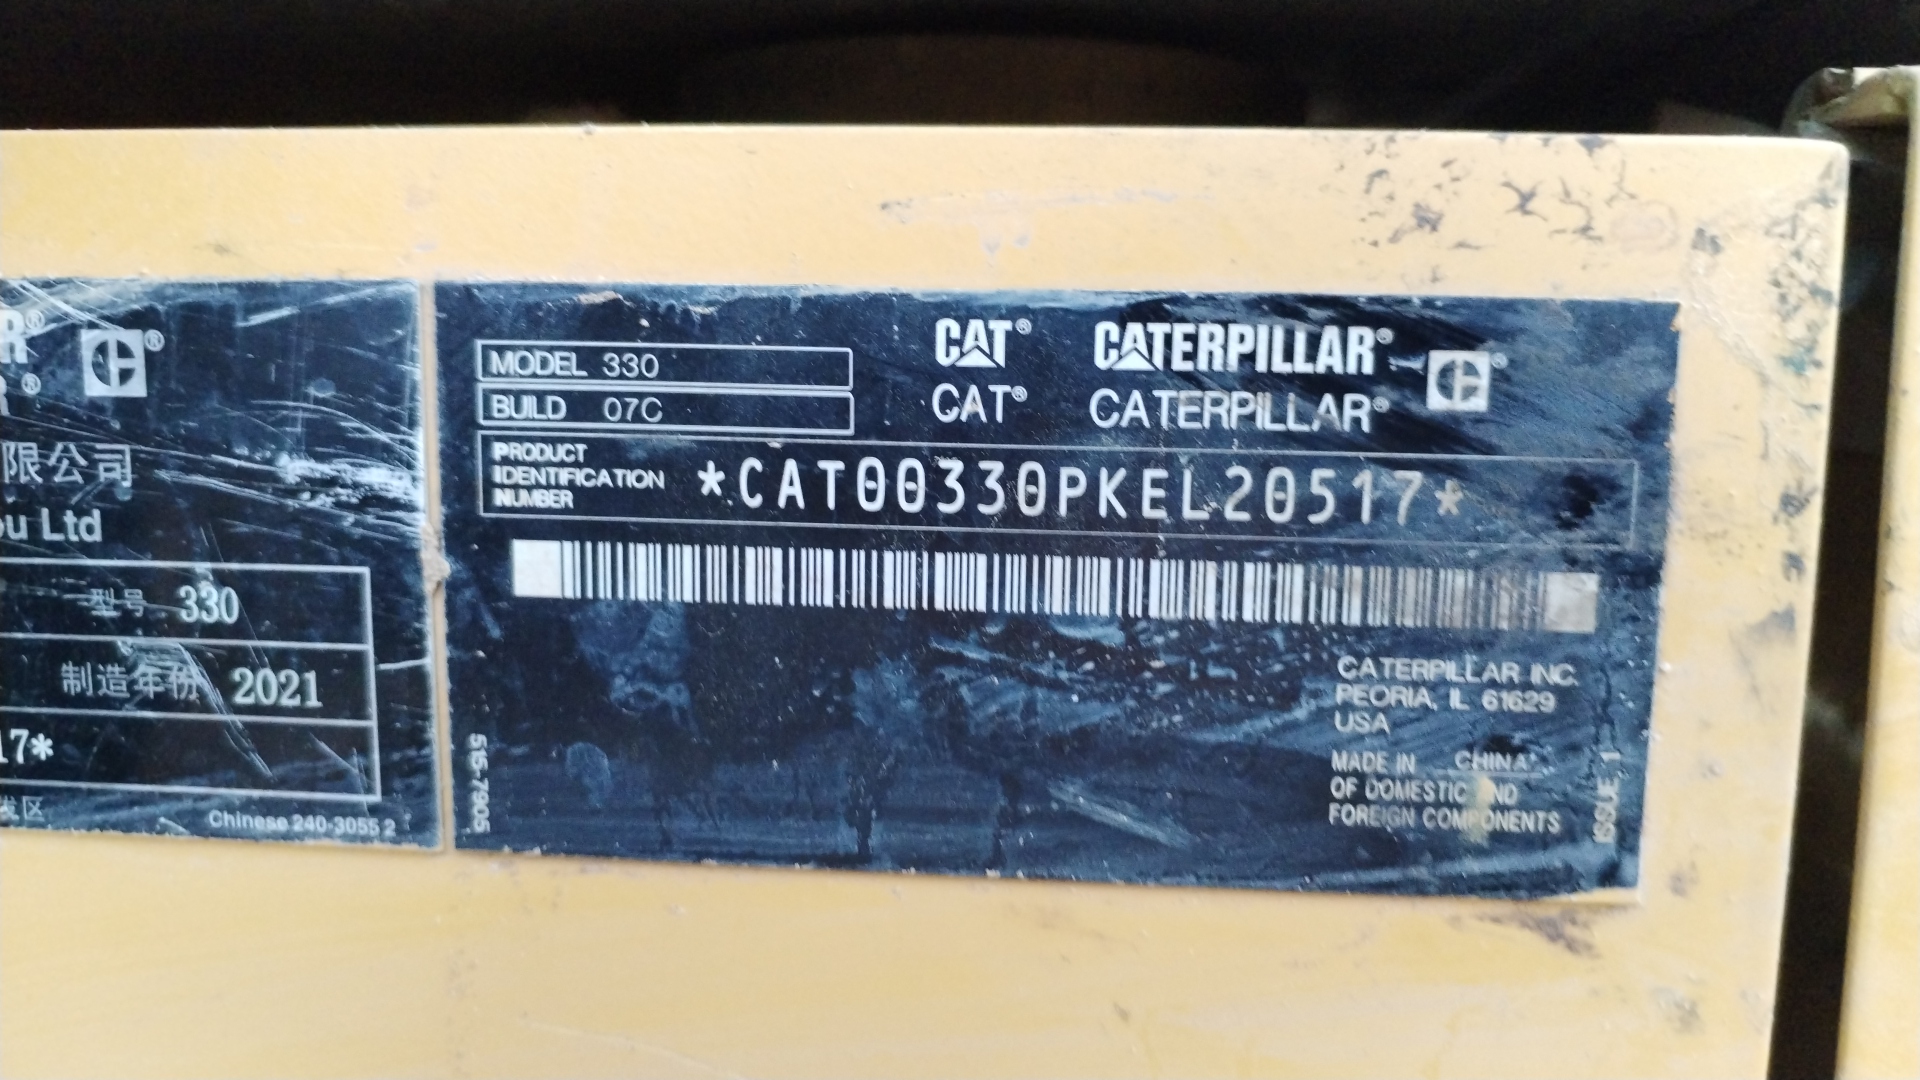 R®
®
限公司
ou Ltd
型号 330
制造年份 2021
17*
发区
Chinese 240-3055 2
MODEL 330
BUILD 07C
CAT® CATERPILLAR® ®
CAT® CATERPILLAR®
PRODUCT
IDENTIFICATION
NUMBER
*CAT00330PKEL20517*
CATERPILLAR INC.
PEORIA, IL 61629
USA
MADE IN CHINA
OF DOMESTIC AND
FOREIGN COMPONENTS
515-7905
ISSUE 1